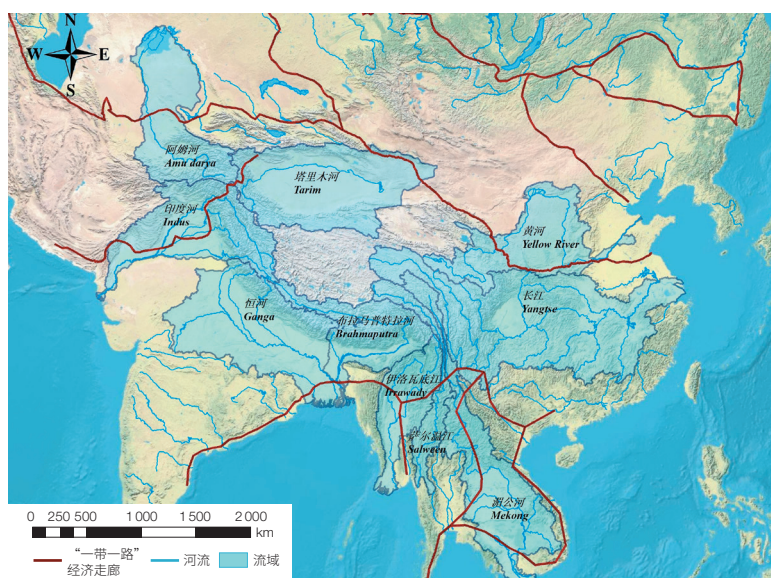 N
W E
S
阿姆河
Amu darya
塔里木河
Tarim
印度河
Indus
黄河
Yellow River
恒河
Ganga
长江
Yangtse
布拉马普特拉河
Brahmaputra
伊洛瓦底江
Irrawady
萨尔温江
Salween
湄公河
Mekong
0 250 500 1 000 1 500 2 000
km
“一带一路”
经济走廊
河流
流域